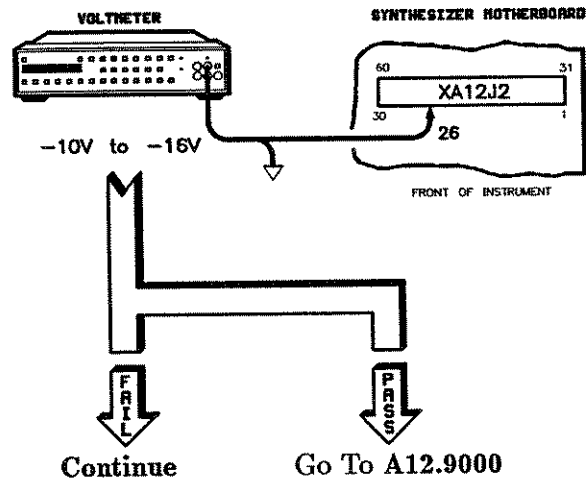 VOLTMETER
SYNTHESIZER MOTHERBOARD
60 31
XA12J2
30 1
26
-10V to -16V
FRONT OF INSTRUMENT
FAIL
PASS
Continue
Go To A12.9000